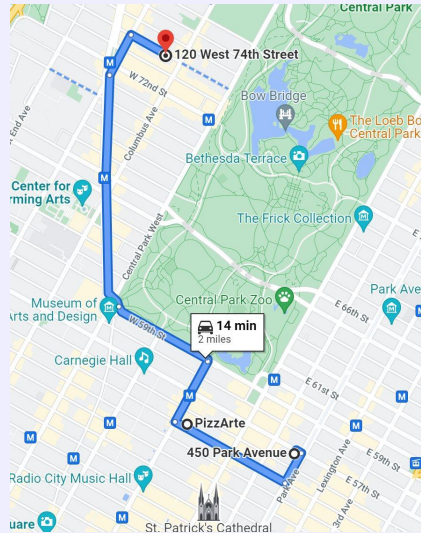 Central Park
120 West 74th Street
M
W 72nd St
Bow Bridge
M
The Loeb Bo
Central Park
End Ave
Columbus Ave
Bethesda Terrace
M
Center for
rming Arts
Central Park West
The Frick Collection
E
Central Park Zoo
Park Ave
E 66th St
Museum of
Arts and Design
14 min
2 miles
W 59th St
Carnegie Hall
M
E 61st St
M
M
PizzArte
M
M
450 Park Avenue
M
M
Lexington Ave
E 59th St
Radio City Music Hall
Park Ave
E 57th St
M
3rd Ave
uare
St. Patrick's Cathedral